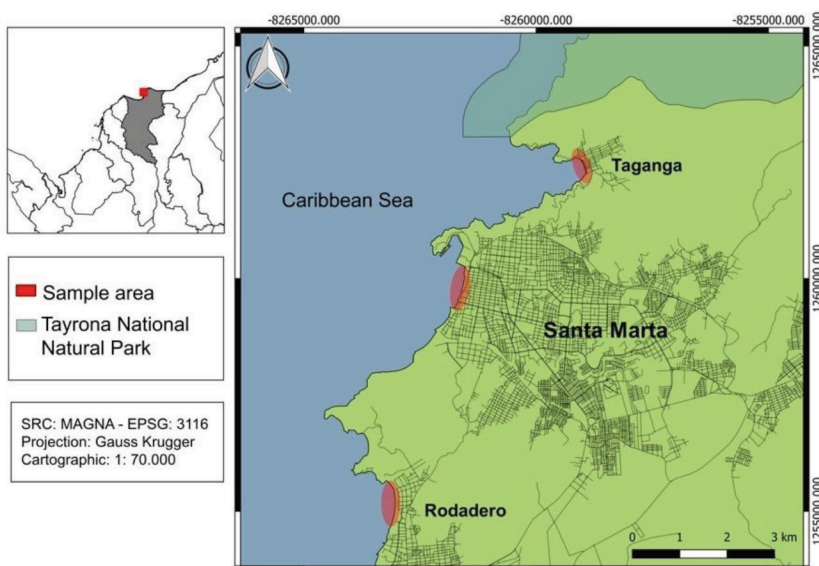 -8265000.000
-8260000.000
-8255000.000
1265000.000
Taganga
Caribbean Sea
1260000.000
Santa Marta
Sample area
Tayrona National
Natural Park
SRC: MAGNA - EPSG: 3116
Projection: Gauss Krugger
Cartographic: 1: 70.000
Rodadero
1255000.000
0 1 2 3 km